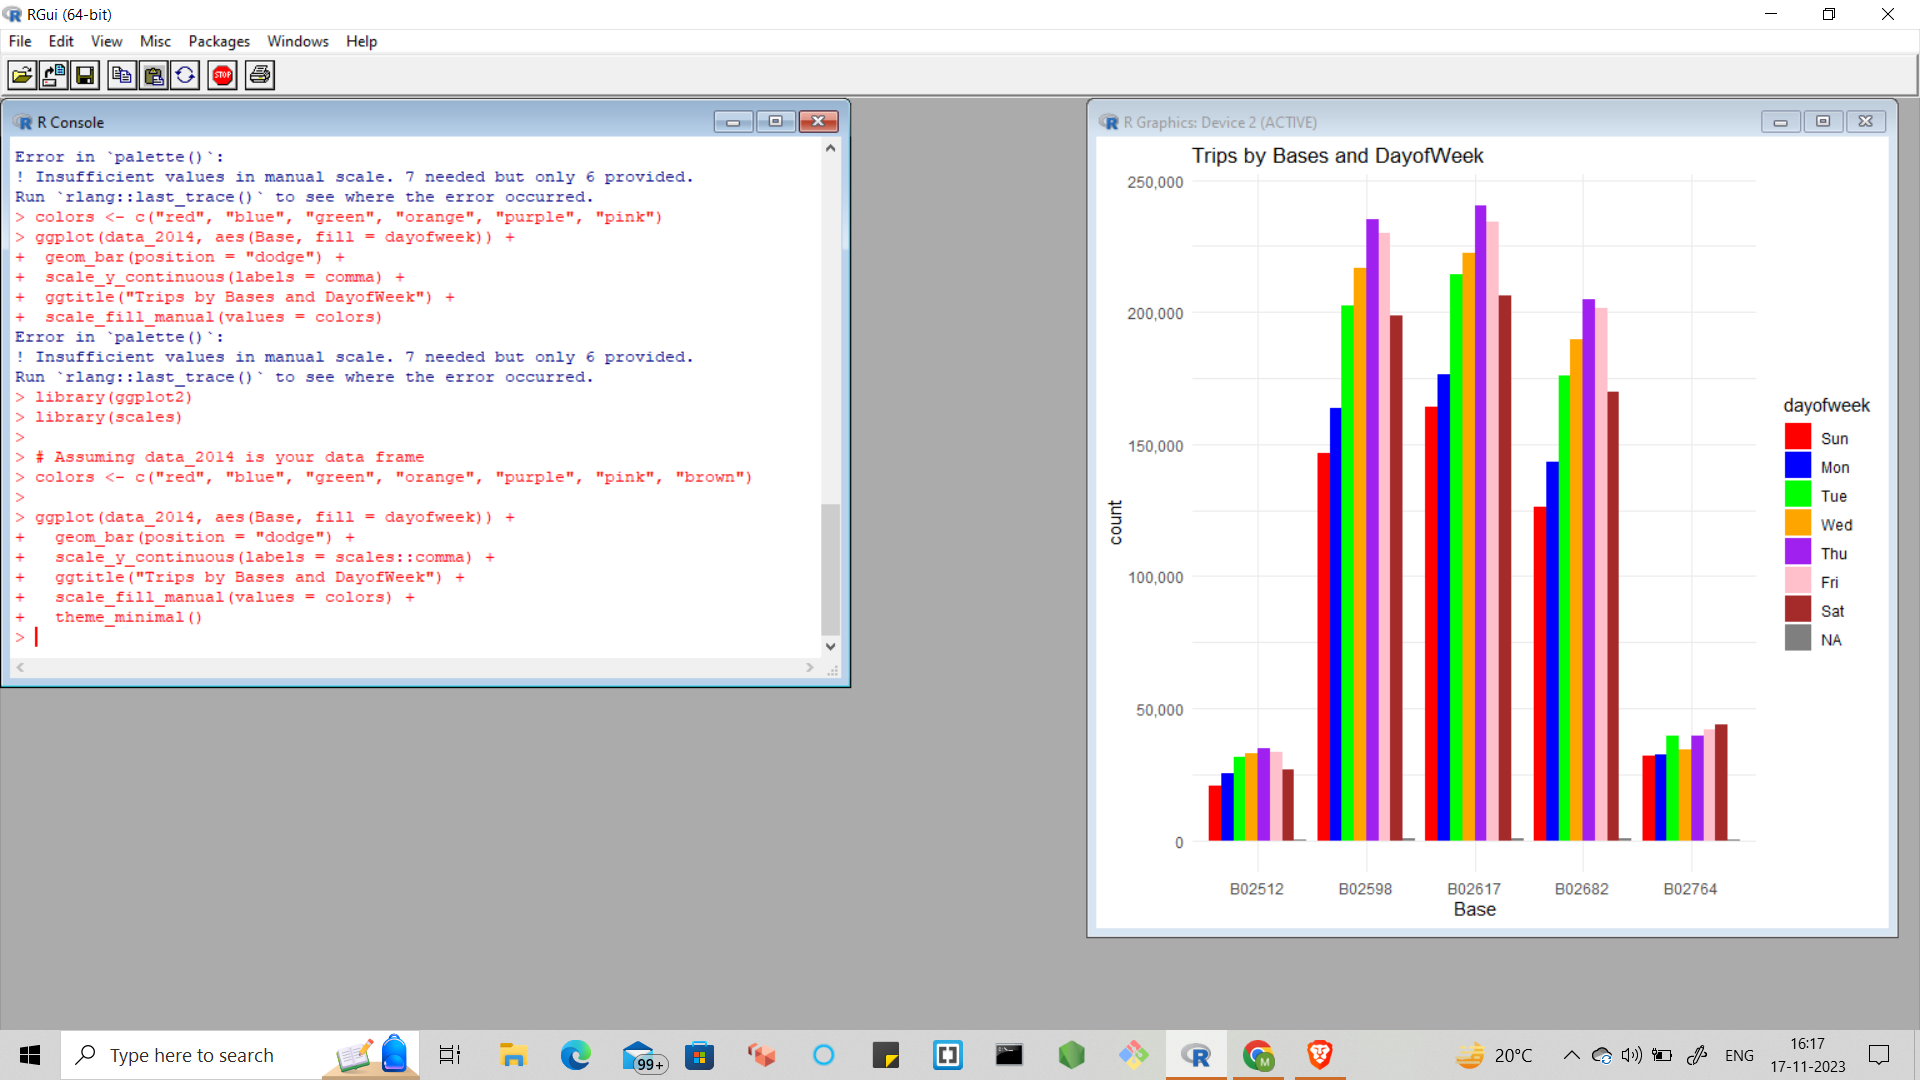 RGui (64-bit)
File Edit View Misc Packages Windows Help
STOP
R Console
Error in `palette()`:
! Insufficient values in manual scale. 7 needed but only 6 provided.
Run `rlang::last_trace()` to see where the error occurred.
> colors <- c("red", "blue", "green", "orange", "purple", "pink")
> ggplot(data_2014, aes(Base, fill = dayofweek)) +
+  geom_bar(position = "dodge") +
+  scale_y_continuous(labels = comma) +
+  ggtitle("Trips by Bases and DayofWeek") +
+  scale_fill_manual(values = colors)
Error in `palette()`:
! Insufficient values in manual scale. 7 needed but only 6 provided.
Run `rlang::last_trace()` to see where the error occurred.
> library(ggplot2)
> library(scales)
>
> # Assuming data_2014 is your data frame
> colors <- c("red", "blue", "green", "orange", "purple", "pink", "brown")
>
> ggplot(data_2014, aes(Base, fill = dayofweek)) +
+   geom_bar(position = "dodge") +
+   scale_y_continuous(labels = scales::comma) +
+   ggtitle("Trips by Bases and DayofWeek") +
+   scale_fill_manual(values = colors) +
+   theme_minimal()
>
R Graphics: Device 2 (ACTIVE)
Trips by Bases and DayofWeek
250,000
200,000
150,000
100,000
50,000
0
count
B02512 B02598 B02617 B02682 B02764
Base
dayofweek
Sun
Mon
Tue
Wed
Thu
Fri
Sat
NA
Type here to search
99+
M
20°C
ENG
16:17
17-11-2023